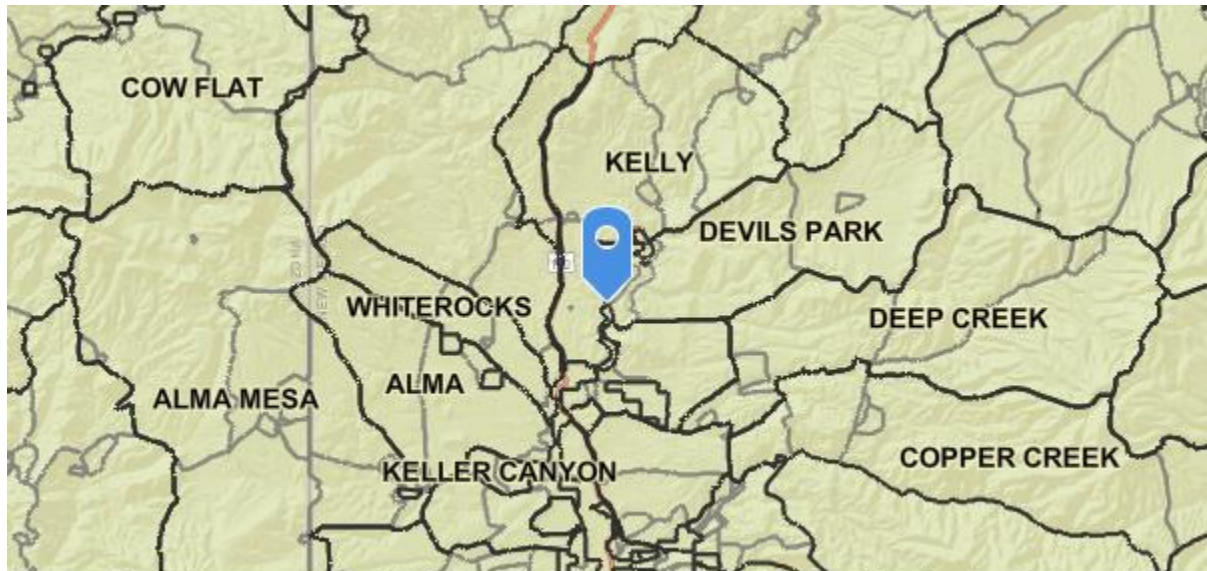 COW FLAT
KELLY
DEVILS PARK
WHITEROCKS
DEEP CREEK
ALMA
ALMA MESA
COPPER CREEK
KELLER CANYON